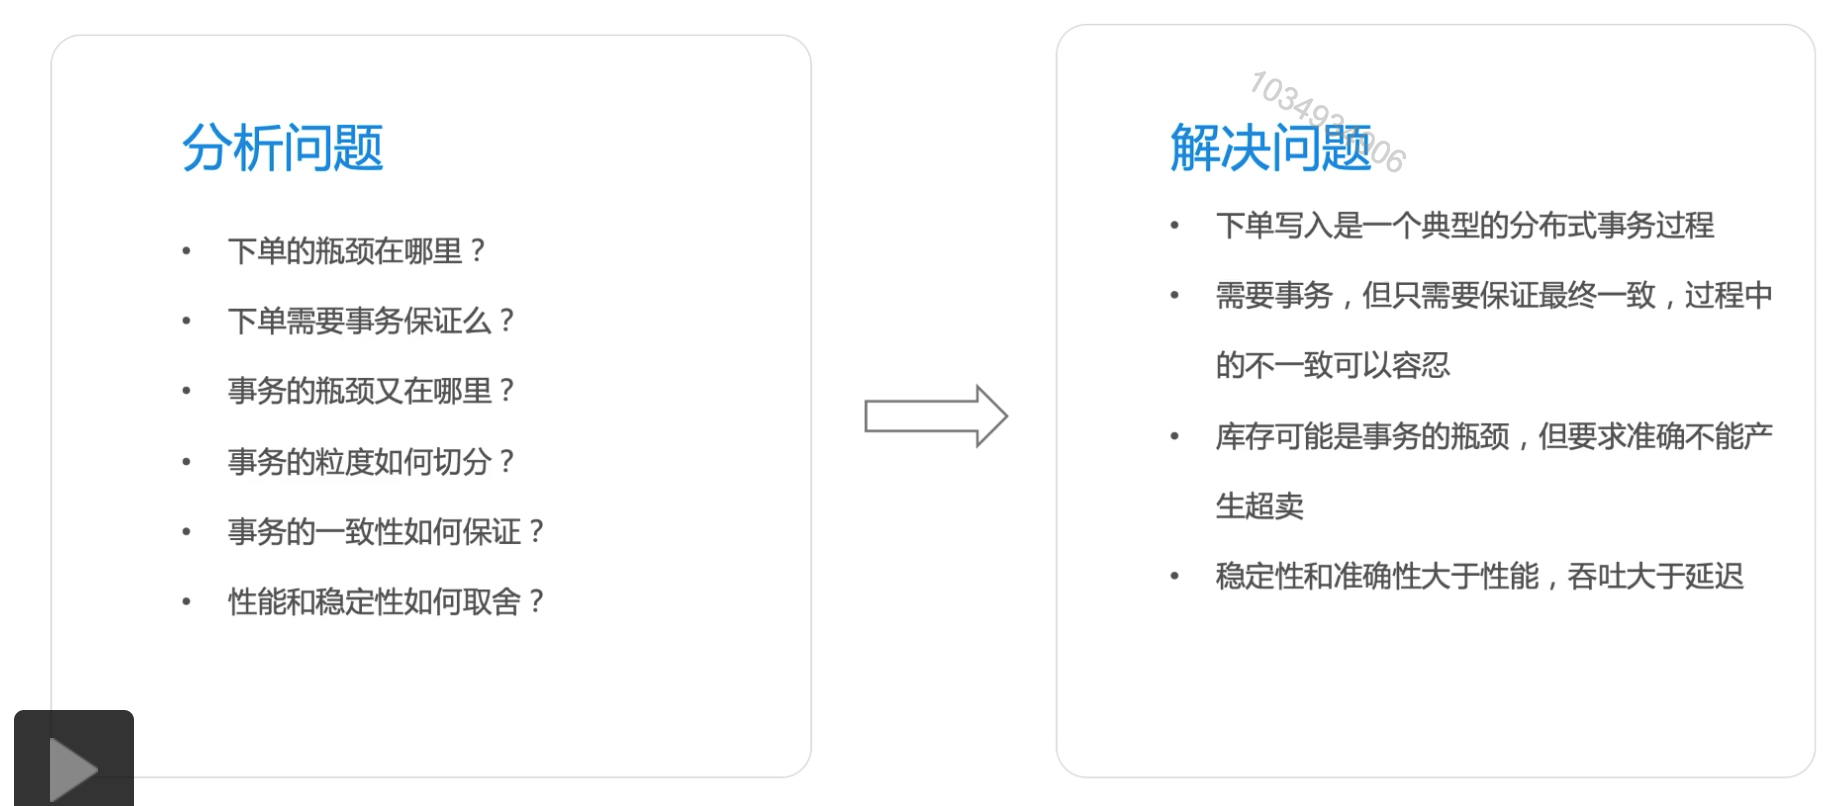 分析问题
• 下单的瓶颈在哪里？
• 下单需要事务保证么？
• 事务的瓶颈又在哪里？
• 事务的粒度如何切分？
• 事务的一致性如何保证？
• 性能和稳定性如何取舍？
解决问题
• 下单写入是一个典型的分布式事务过程
• 需要事务，但只需要保证最终一致，过程中
的不一致可以容忍
• 库存可能是事务的瓶颈，但要求准确不能产
生超卖
• 稳定性和准确性大于性能，吞吐大于延迟